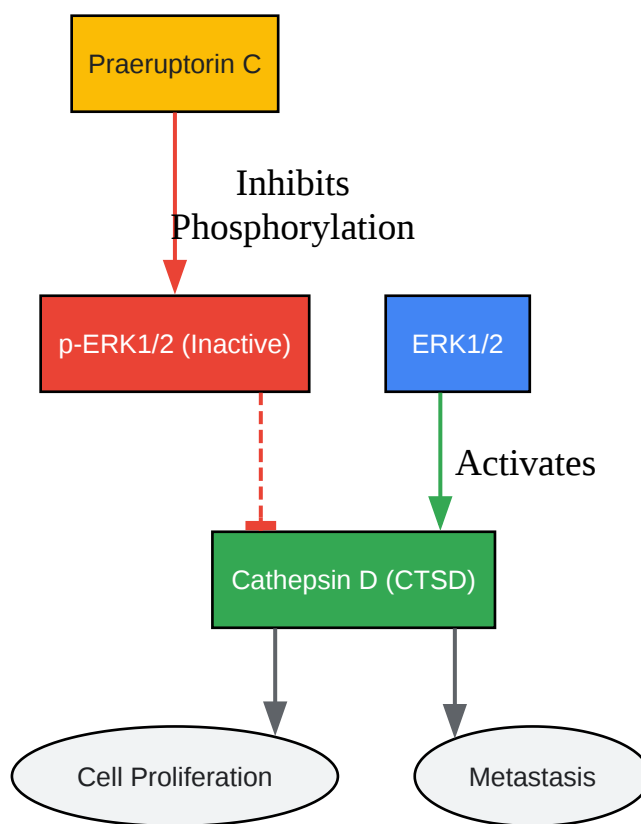 Praeruptorin C
Inhibits
Phosphorylation
p-ERK1/2 (Inactive)
ERK1/2
Activates
Cathepsin D (CTSD)
Cell Proliferation
Metastasis